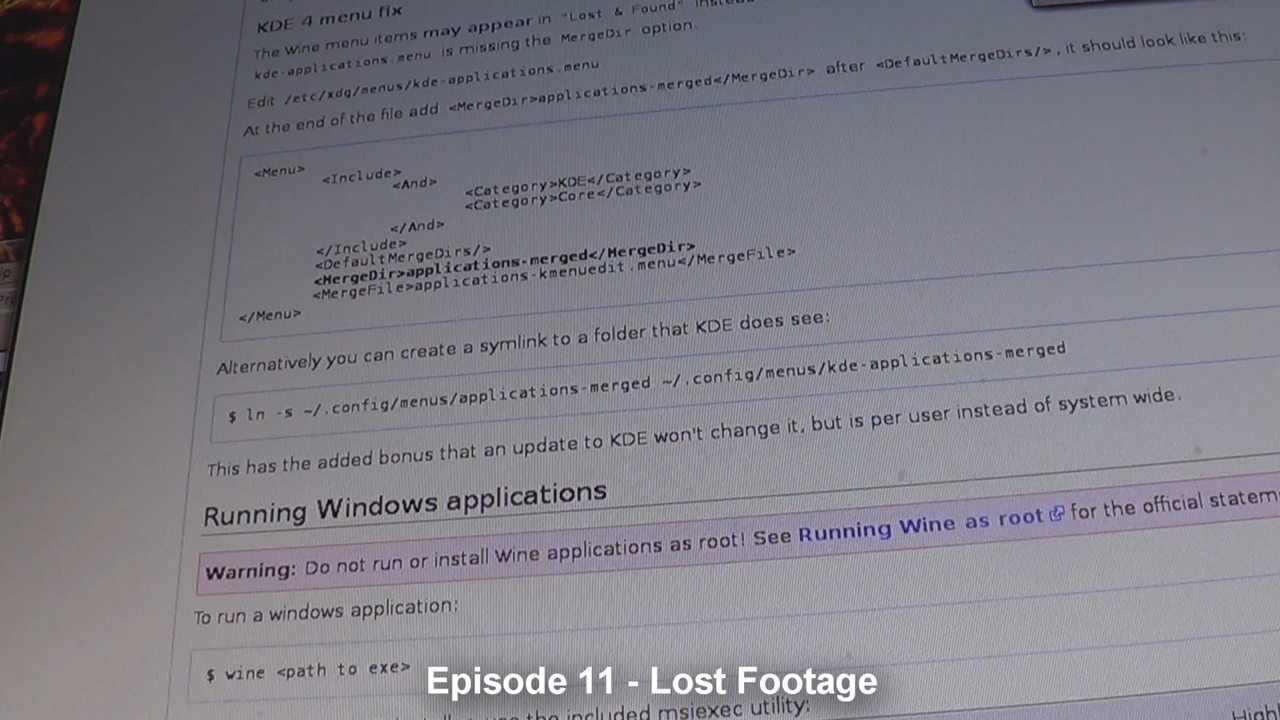 KDE 4 menu fix
The Wine menu items may appear in "Lost & Found"
kde-applications.menu is missing the MergeDir option.
Edit /etc/xdg/menus/kde-applications.menu
At the end of the file add <MergeDir>applications-merged</MergeDir> after <DefaultMergeDirs/>, it should look like this:
<Menu>
<Include>
<And>
<Category>KDE</Category>
<Category>Core</Category>
</And>
</Include>
<DefaultMergeDirs/>
<MergeDir>applications-merged</MergeDir>
<MergeFile>applications-kmenuedit.menu</MergeFile>
</Menu>
Alternatively you can create a symlink to a folder that KDE does see:
$ ln -s ~/.config/menus/applications-merged ~/.config/menus/kde-applications-merged
This has the added bonus that an update to KDE won't change it, but is per user instead of system wide.
Running Windows applications
Warning: Do not run or install Wine applications as root! See Running Wine as root for the official statem
To run a windows application:
$ wine <path to exe>
Episode 11 - Lost Footage
the included msiexec utility: